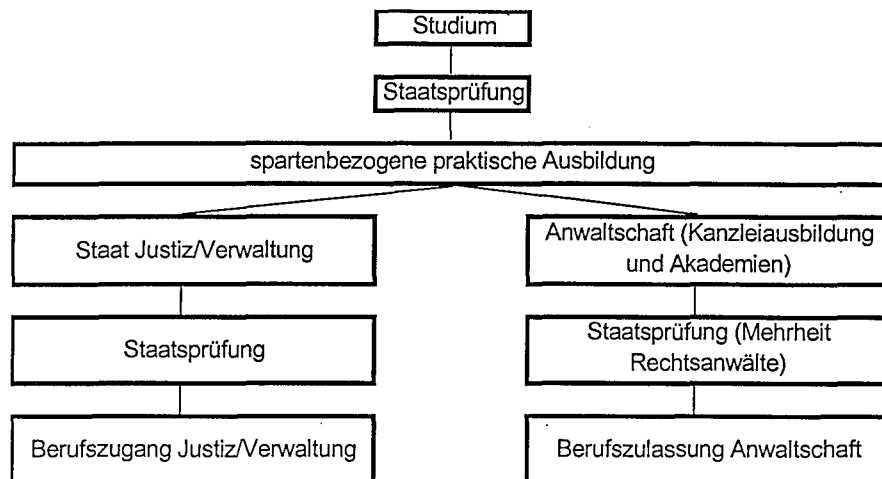 Studium
Staatsprüfung
spartenbezogene praktische Ausbildung
Staat Justiz/Verwaltung
Anwaltschaft (Kanzleiausbildung
und Akademien)
Staatsprüfung
Staatsprüfung (Mehrheit
Rechtsanwälte)
Berufszugang Justiz/Verwaltung
Berufszulassung Anwaltschaft